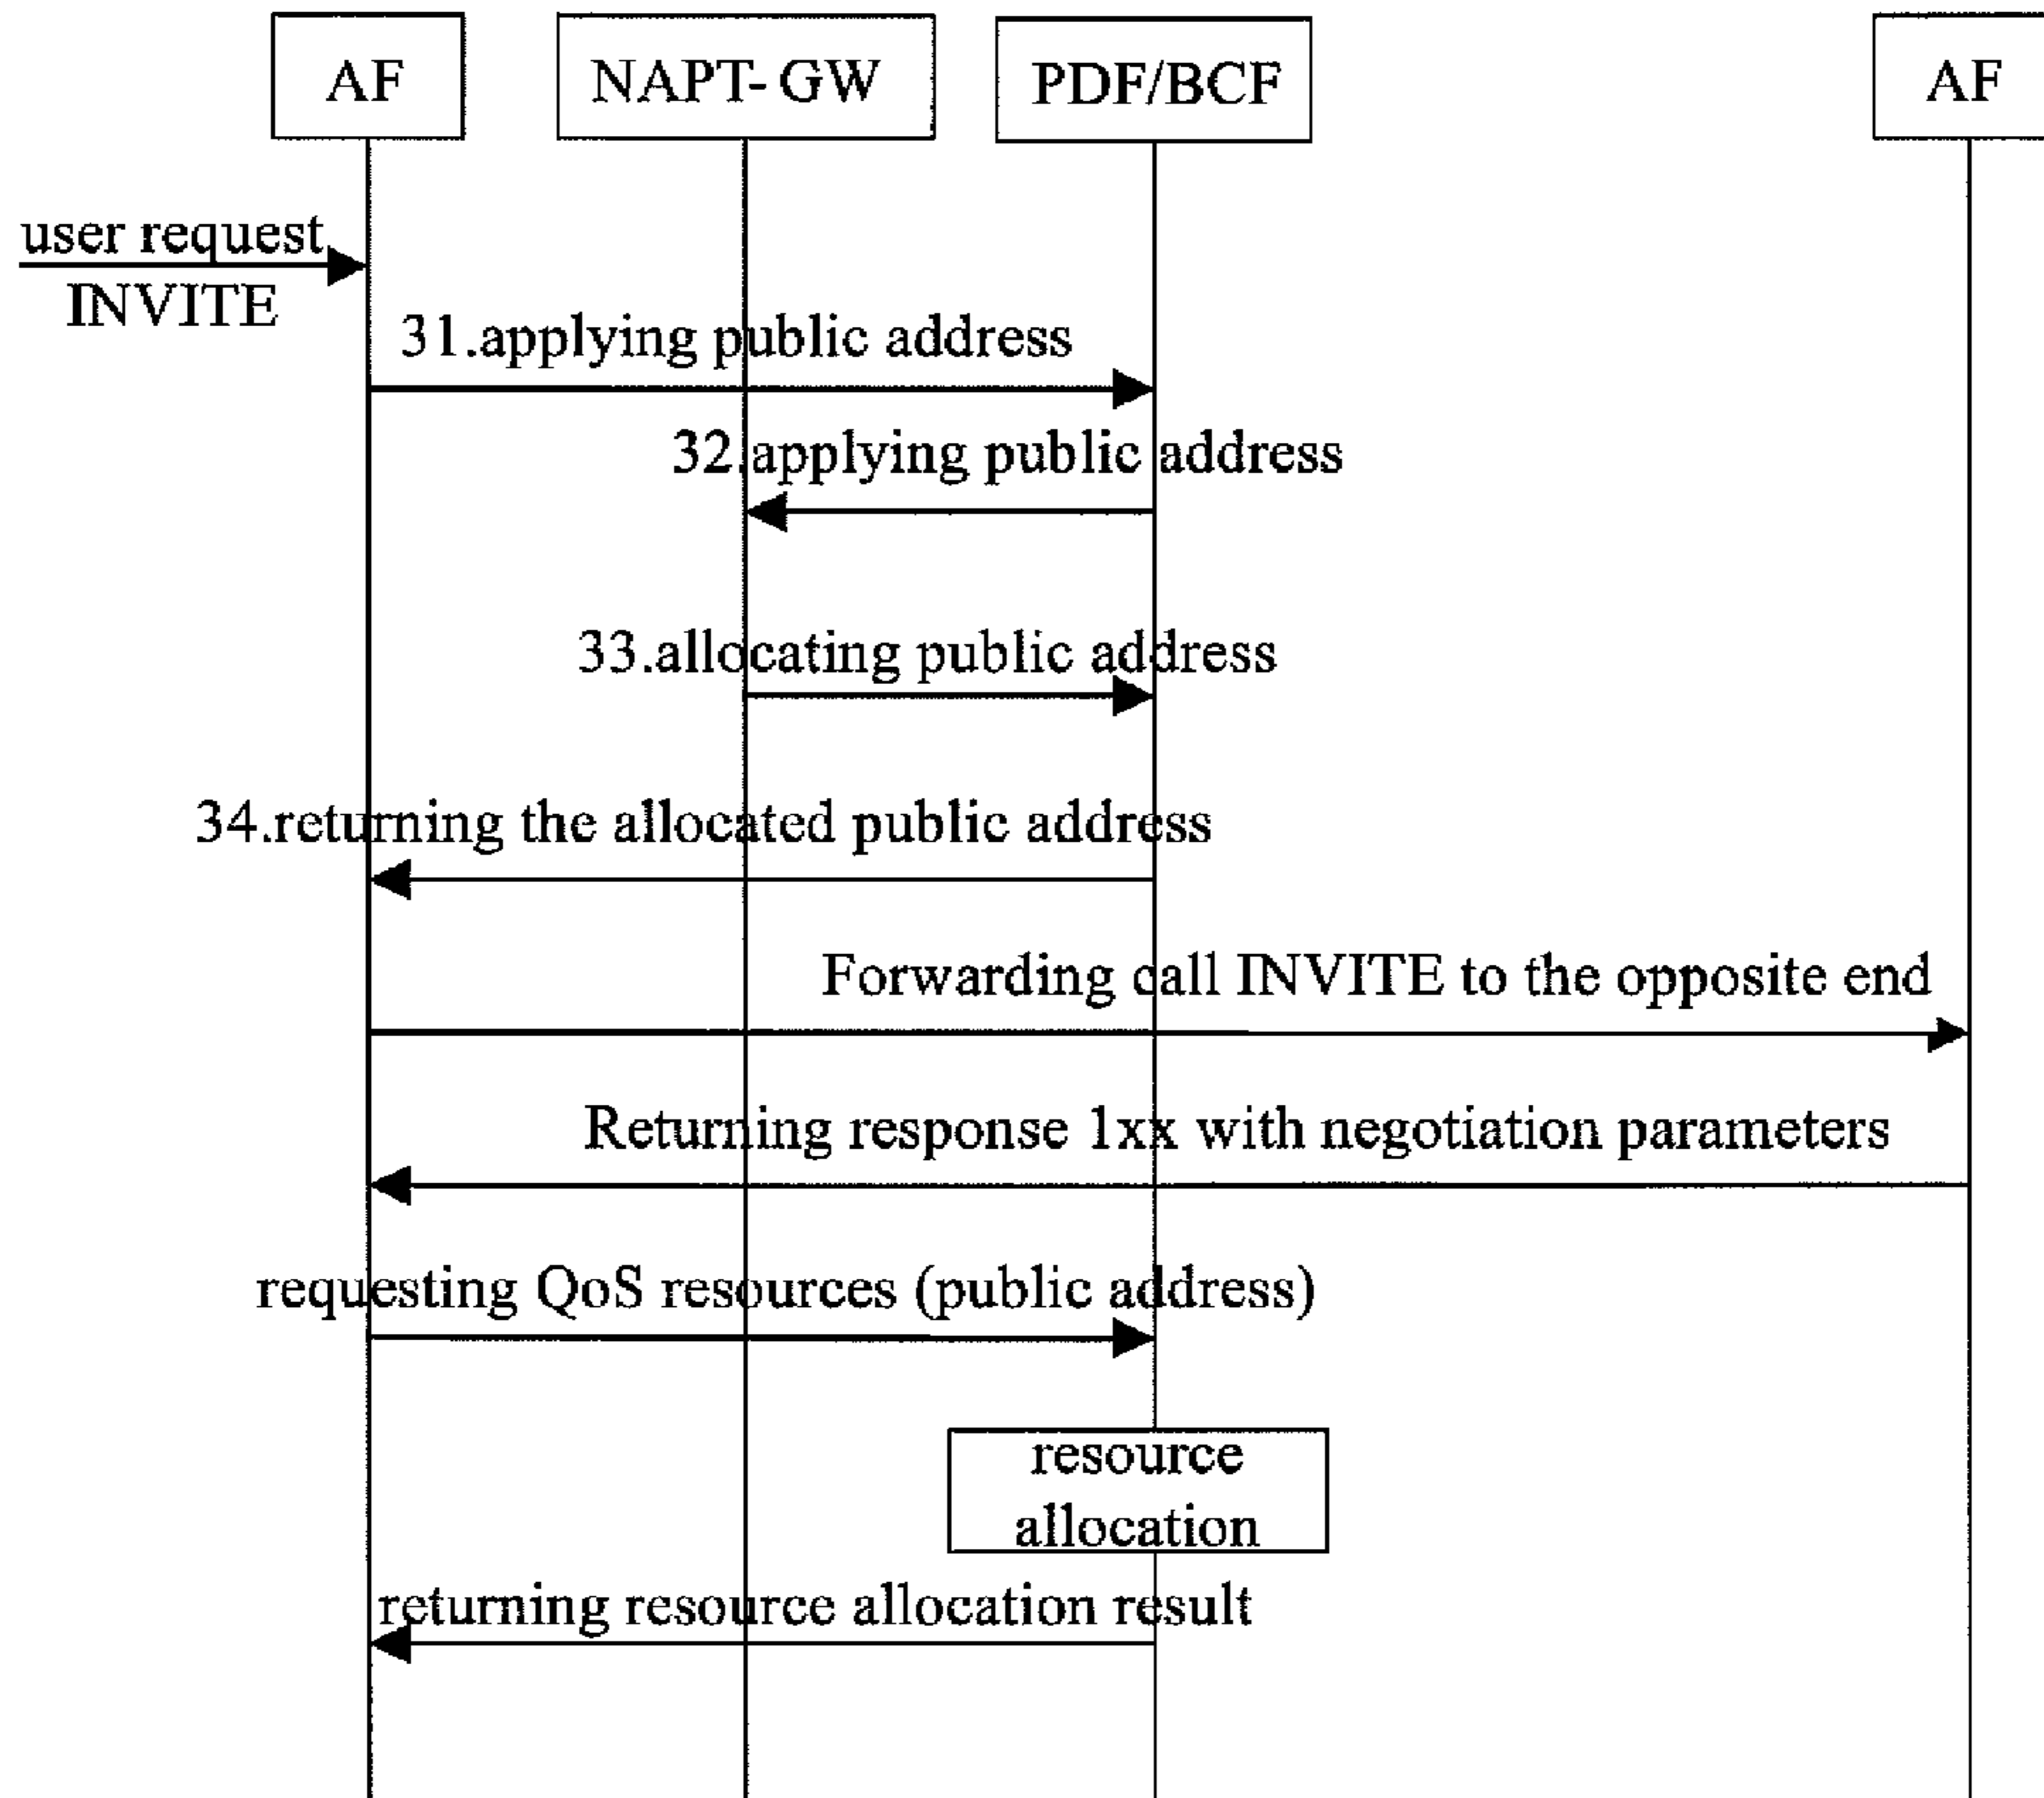 AF
NAPT-GW
PDF/BCF
AF
user request
INVITE
31.applying public address
32.applying public address
33.allocating public address
34.returning the allocated public address
Forwarding call INVITE to the opposite end
Returning response 1xx with negotiation parameters
requesting QoS resources (public address)
resource
allocation
returning resource allocation result